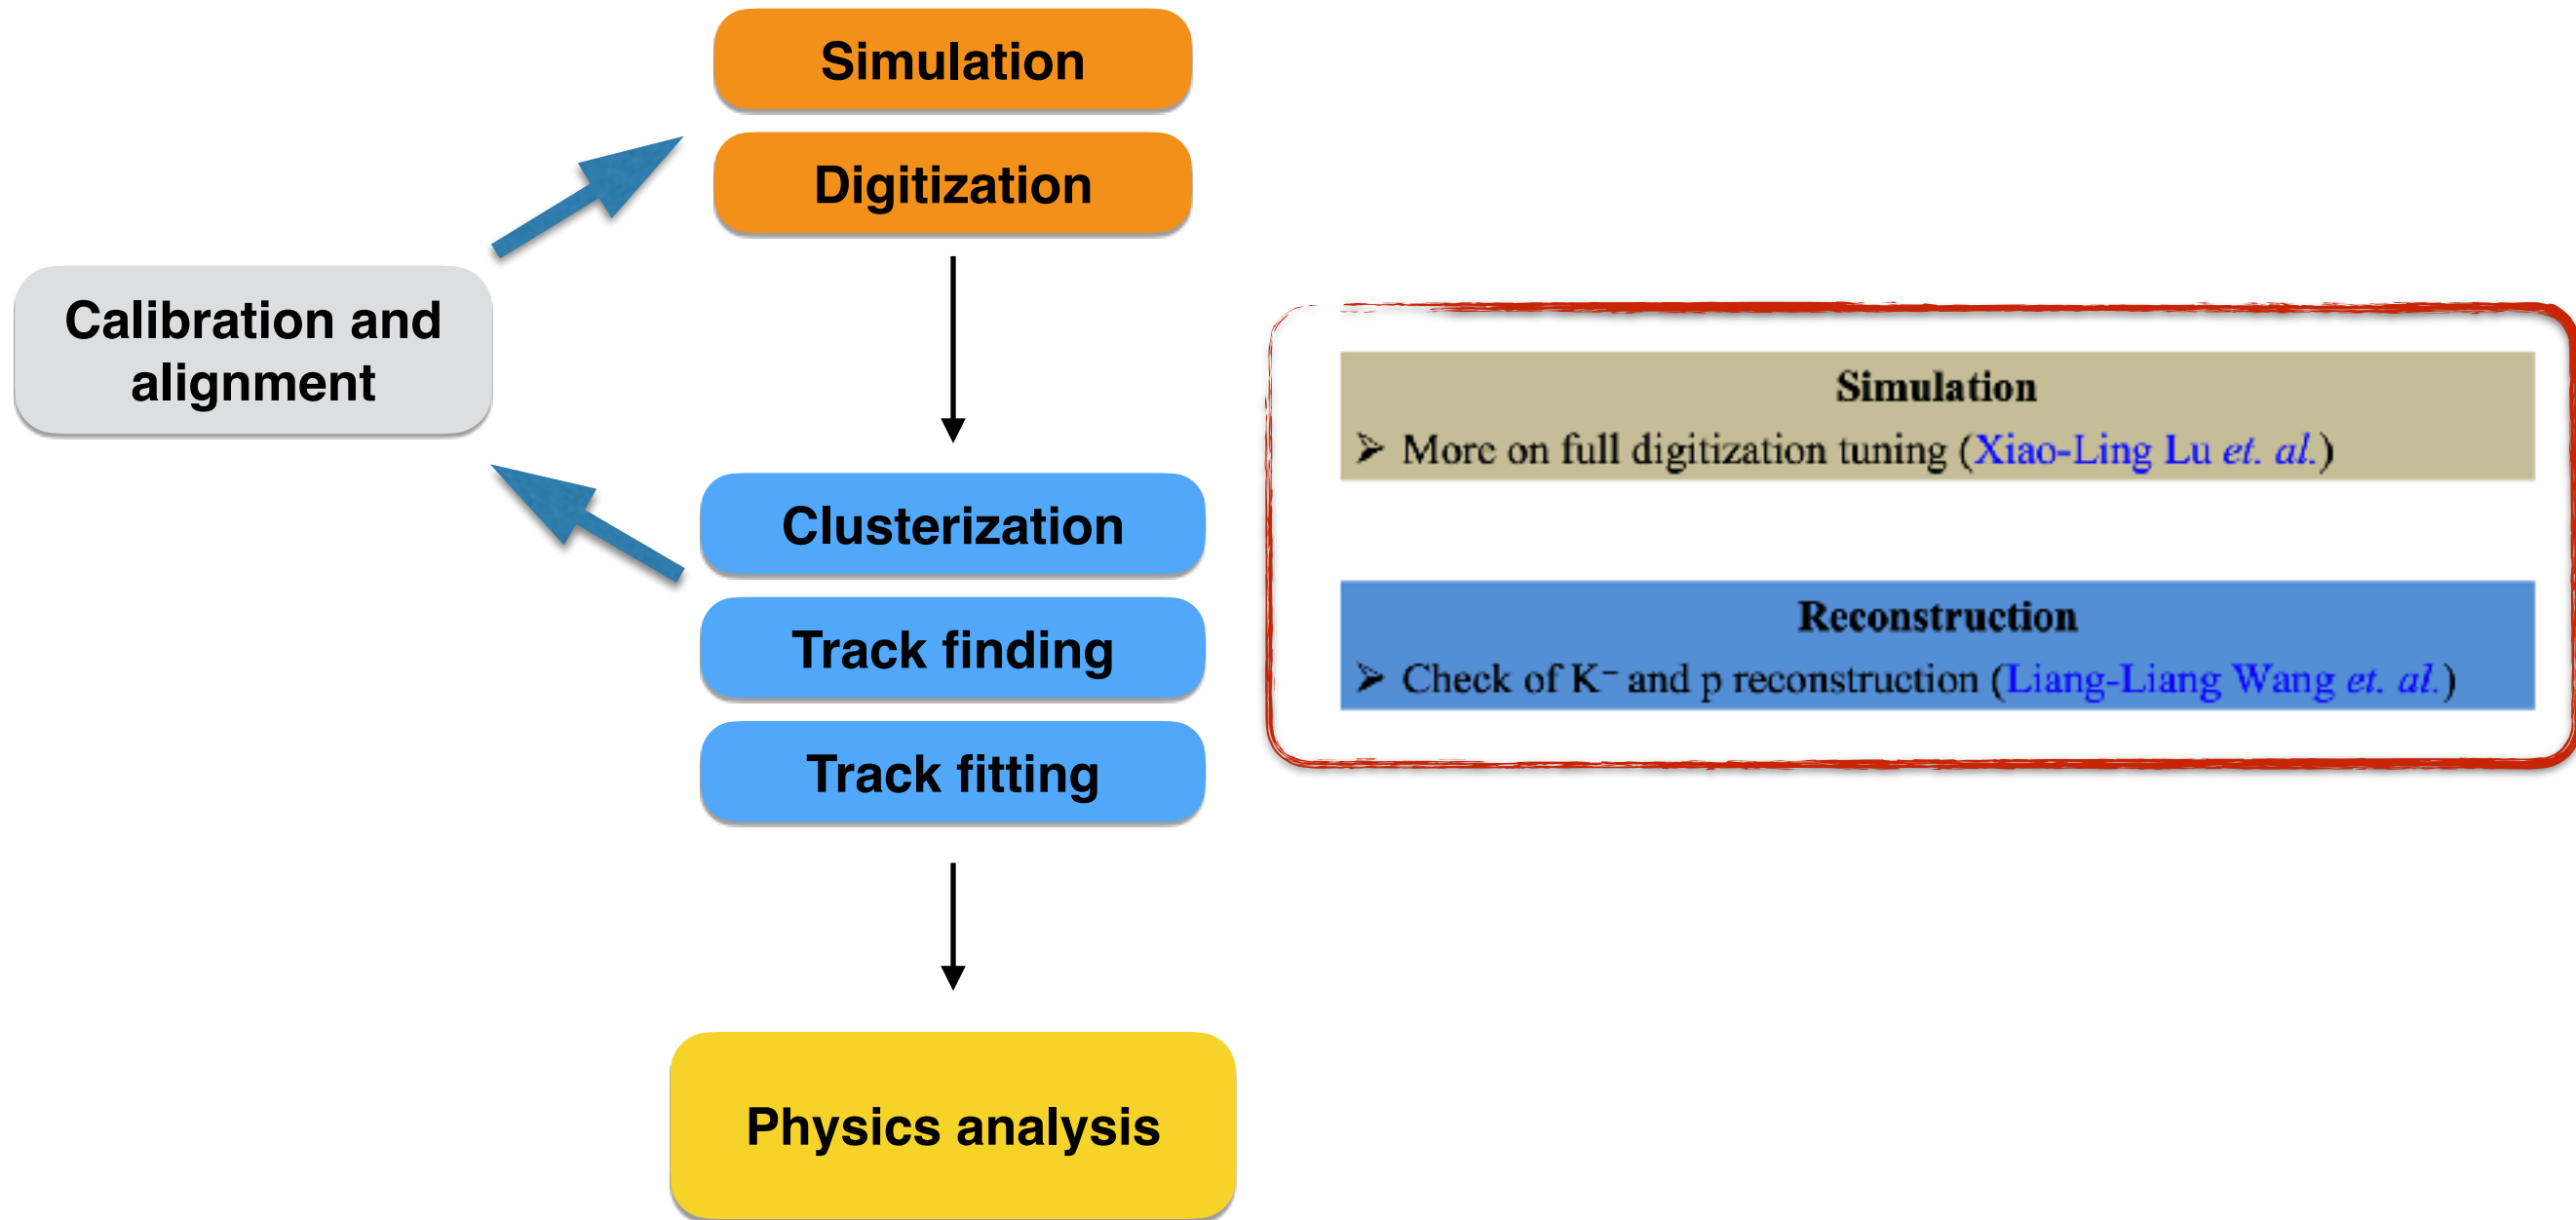 Simulation
Digitization
Calibration and
alignment
Clusterization
Track finding
Track fitting
Physics analysis
Simulation
➢ More on full digitization tuning (Xiao-Ling Lu et. al.)
Reconstruction
➢ Check of K⁻ and p reconstruction (Liang-Liang Wang et. al.)